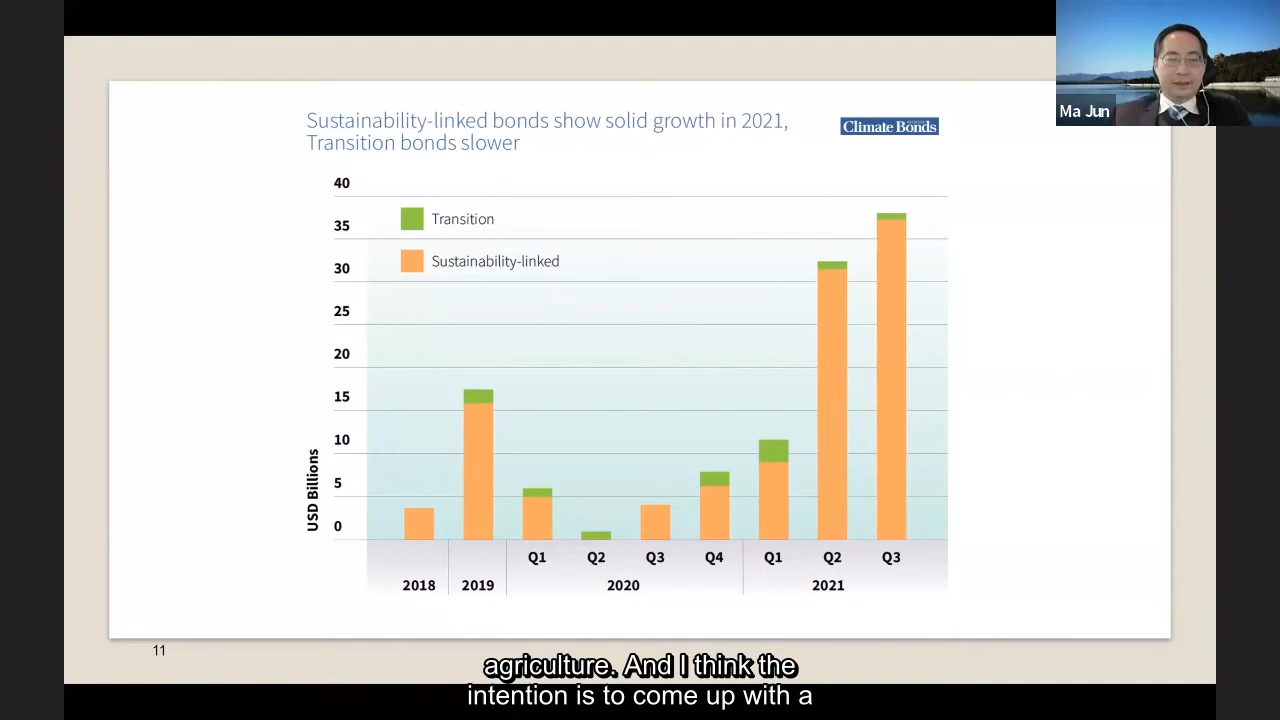 Ma Jun
Sustainability-linked bonds show solid growth in 2021,
Transition bonds slower
Climate Bonds
40
35
30
25
20
15
10
5
0
USD Billions
Transition
Sustainability-linked
Q1 Q2 Q3 Q4 Q1 Q2 Q3
2018 2019 2020 2021
11
agriculture. And I think the
intention is to come up with a